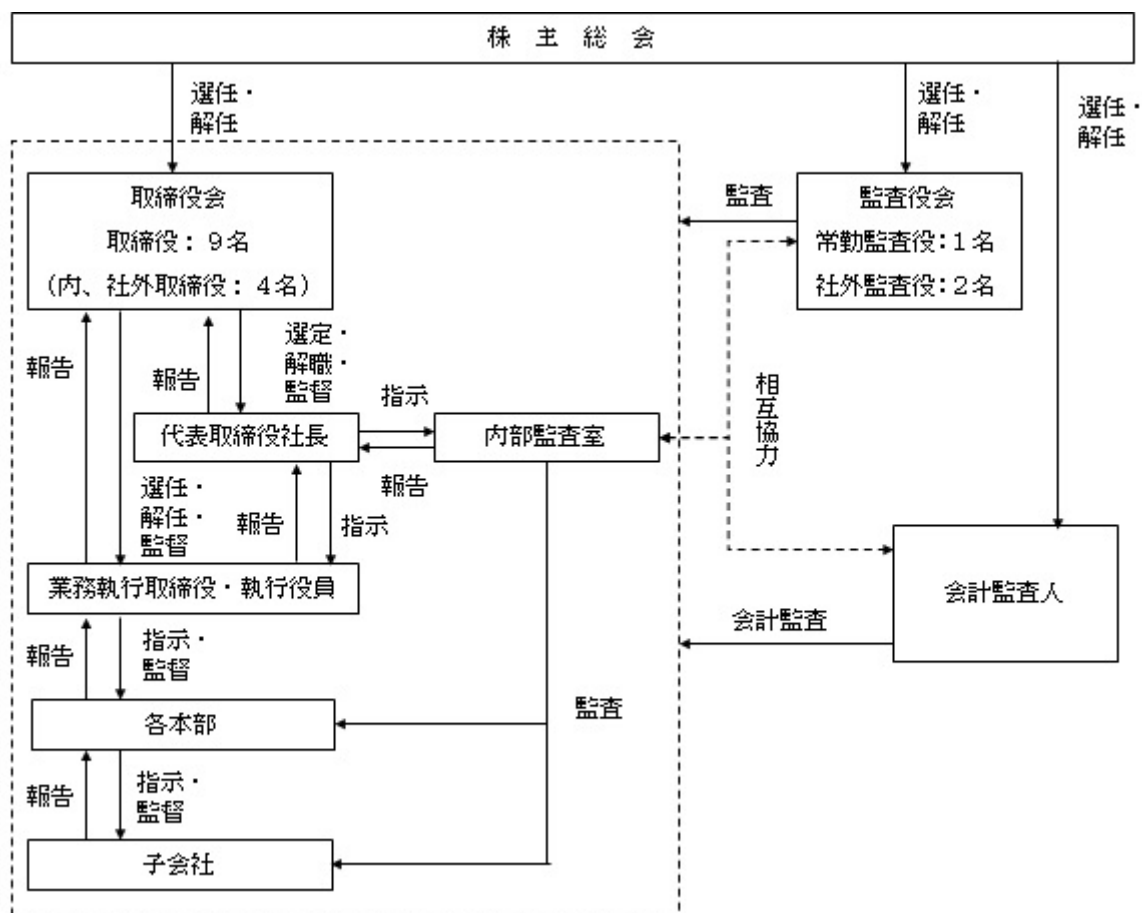 株 主 総 会
選任・
解任
選任・
解任
選任・
解任
取締役会
取締役：９名
(内、社外取締役：４名)
監査
監査役会
常勤監査役：１名
社外監査役：２名
報告
報告
選定・
解職・
監督
指示
相互協力
代表取締役社長
内部監査室
報告
選任・
解任・
監督
報告
指示
業務執行取締役・執行役員
会計監査人
会計監査
報告
指示・
監督
各本部
監査
報告
指示・
監督
子会社